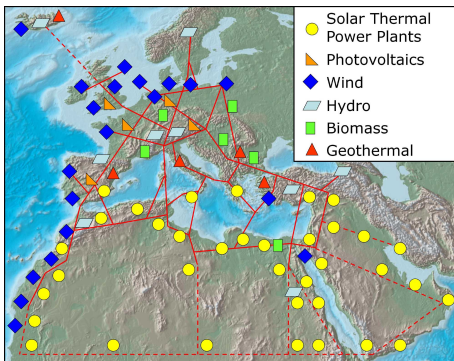 Solar Thermal
Power Plants
Photovoltaics
Wind
Hydro
Biomass
Geothermal